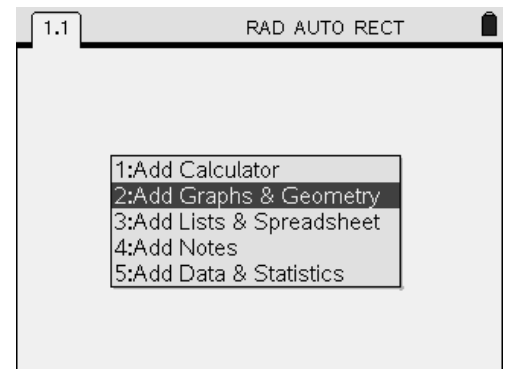 1.1 RAD AUTO RECT
1:Add Calculator
2:Add Graphs & Geometry
3:Add Lists & Spreadsheet
4:Add Notes
5:Add Data & Statistics